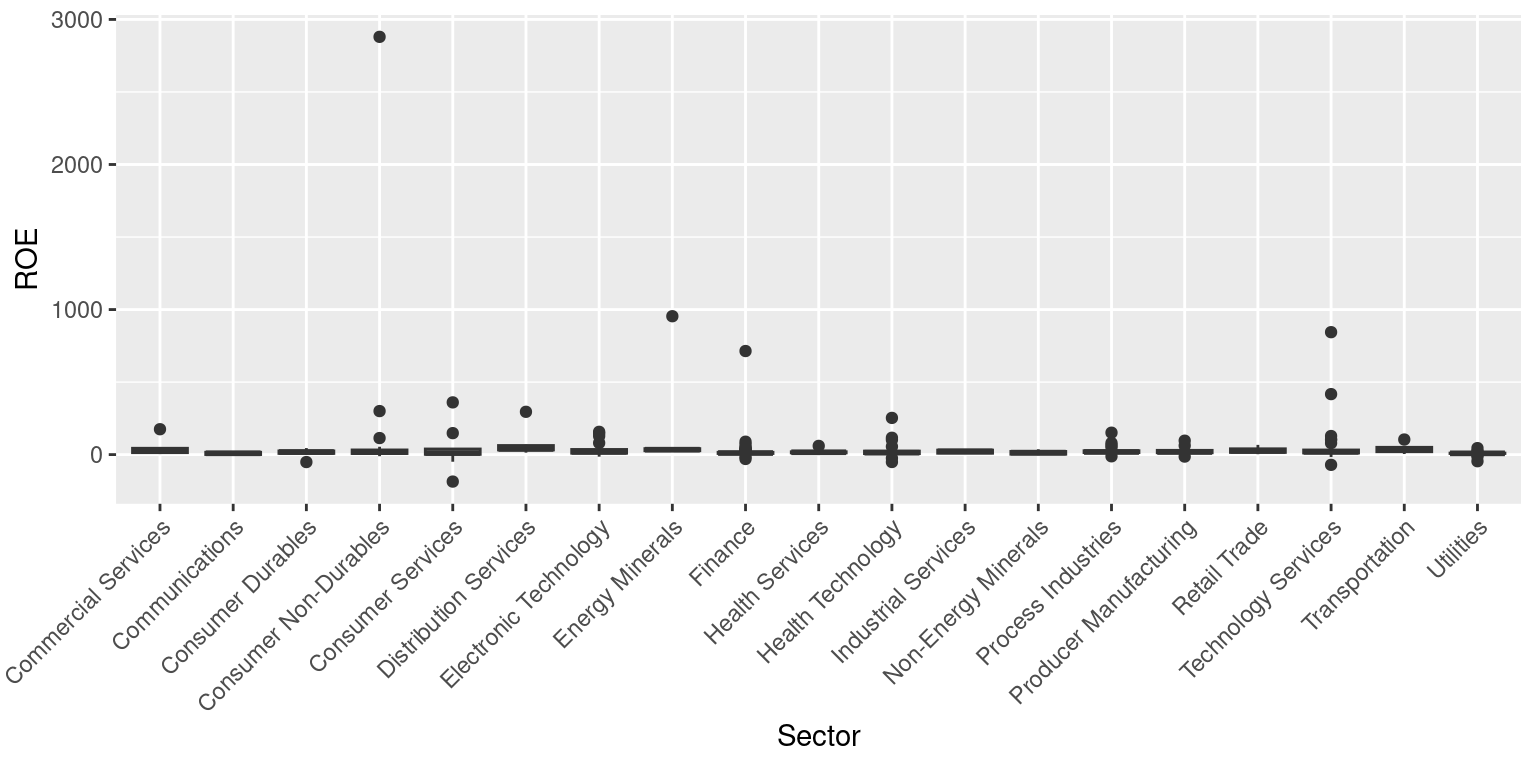 3000
2000
1000
0
ROE
Commercial Services
Communications
Consumer Durables
Consumer Non-Durables
Consumer Services
Distribution Services
Electronic Technology
Energy Minerals
Finance
Health Services
Health Technology
Industrial Services
Non-Energy Minerals
Process Industries
Producer Manufacturing
Retail Trade
Technology Services
Transportation
Utilities
Sector